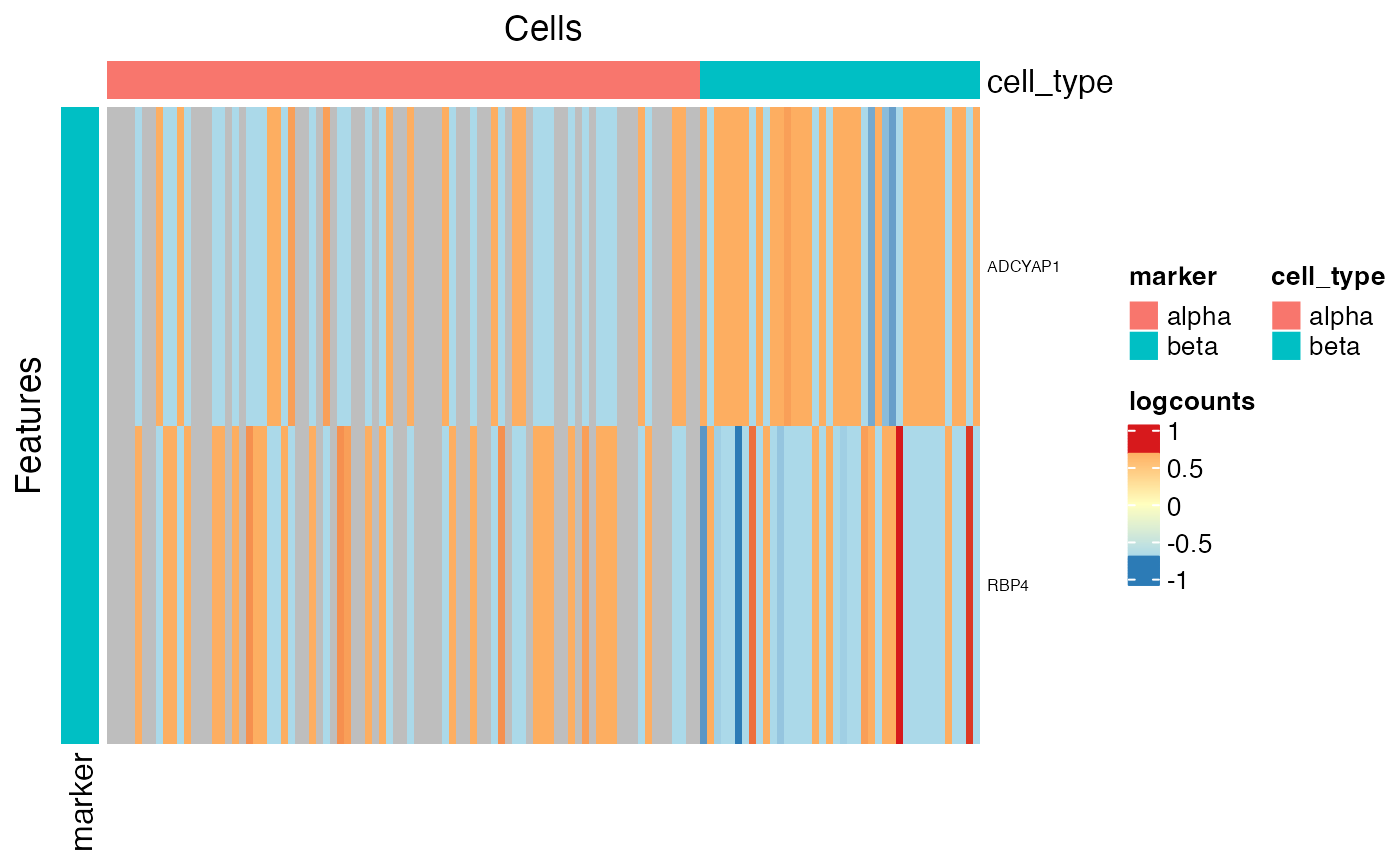 Cells
cell_type
ADCYAP1
RBP4
Features
marker
marker
alpha
beta
cell_type
alpha
beta
logcounts
1
0.5
0
-0.5
-1